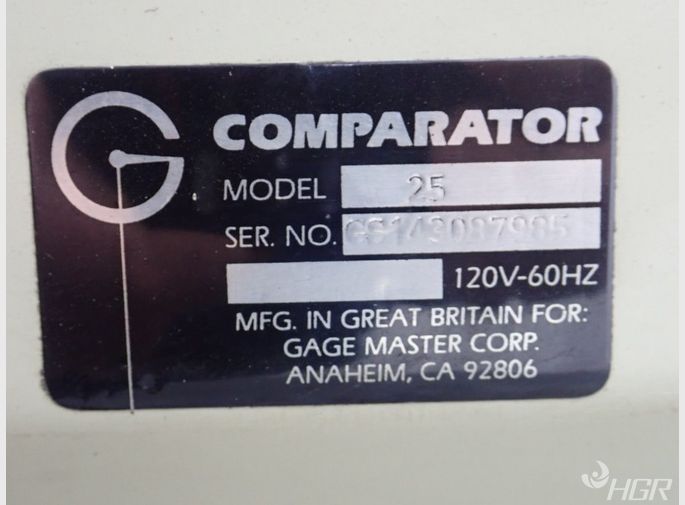 COMPARATOR
MODEL 25
SER. NO. GS143087985
120V-60HZ
MFG. IN GREAT BRITAIN FOR:
GAGE MASTER CORP.
ANAHEIM, CA 92806
HGR